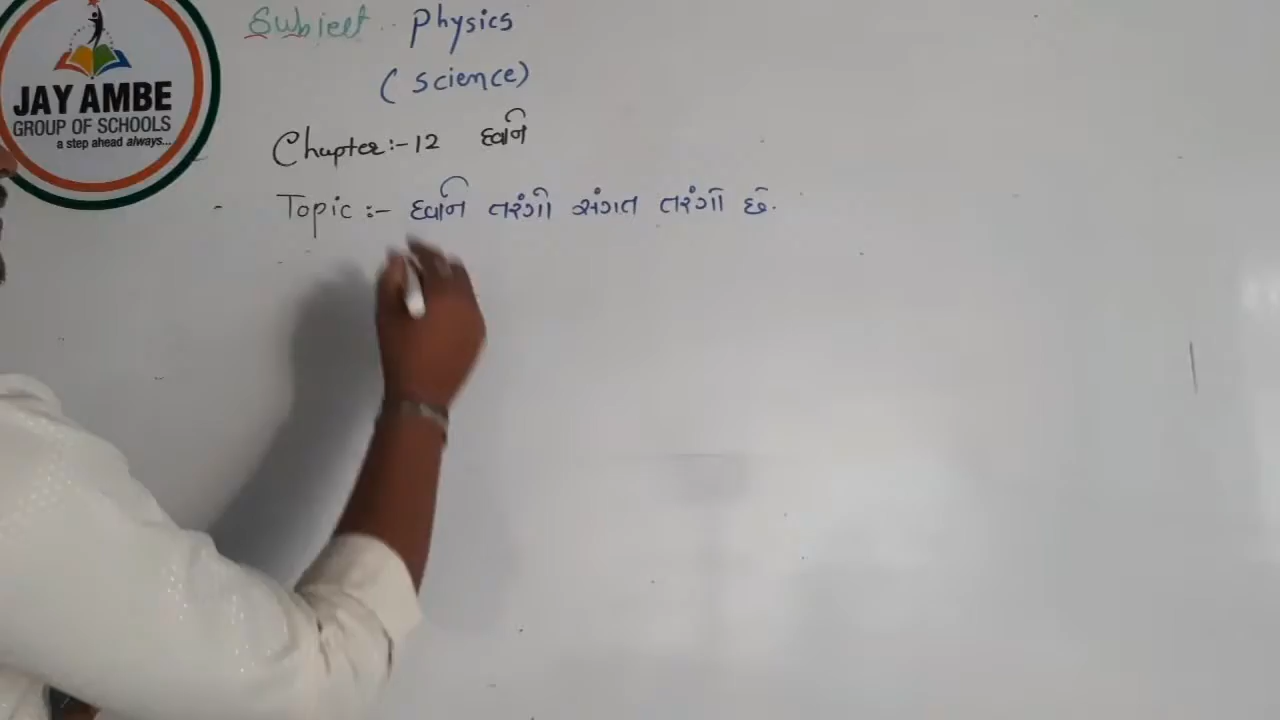 JAY AMBE
GROUP OF SCHOOLS
a step ahead always...
Subject :- Physics
(Science)
Chapter :- 12 ધ્વનિ
Topic :- ધ્વનિ તરંગો સંગત તરંગો છે.